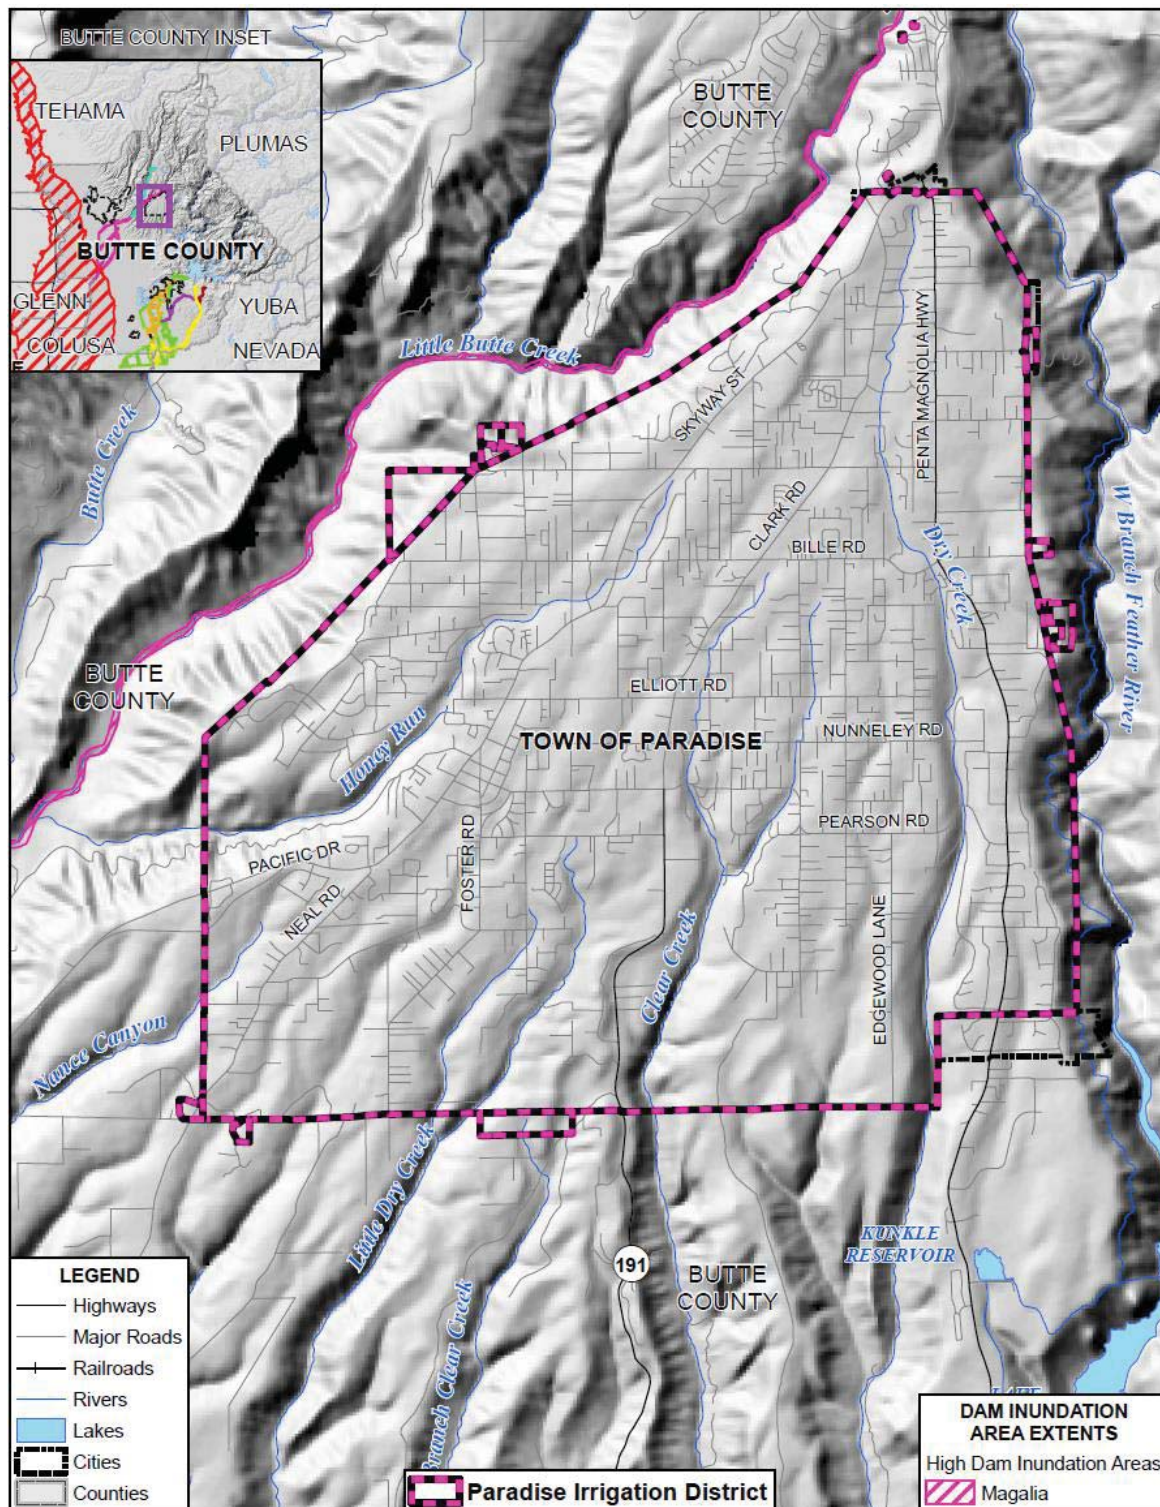 BUTTE COUNTY INSET
TEHAMA
PLUMAS
BUTTE COUNTY
GLENN
YUBA
COLUSA
NEVADA
BUTTE
COUNTY
Little Butte Creek
Butte Creek
SKYWAY ST
PENTA MAGNOLIA HWY
CLARK RD
BILLE RD
Dry Creek
W Branch Feather River
BUTTE
COUNTY
ELLIOTT RD
Honey Run
TOWN OF PARADISE
NUNNELEY RD
PEARSON RD
PACIFIC DR
FOSTER RD
NEAL RD
EDGEWOOD LANE
Clear Creek
Nance Canyon
Little Dry Creek
KUNKLE
RESERVOIR
191
BUTTE
COUNTY
Branch Clear Creek
LEGEND
Highways
Major Roads
Railroads
Rivers
Lakes
Cities
Counties
Paradise Irrigation District
DAM INUNDATION
AREA EXTENTS
High Dam Inundation Areas
Magalia